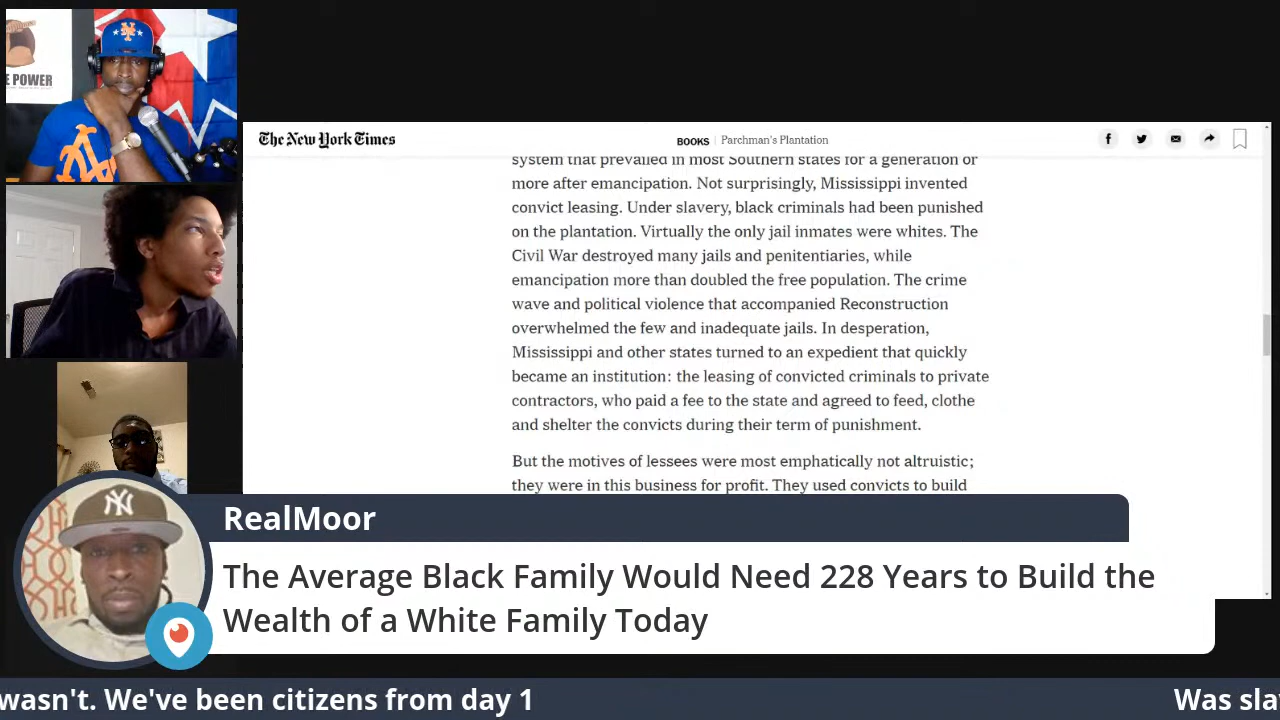 E POWER
The New York Times
BOOKS | Parchman's Plantation
system that prevailed in most Southern states for a generation or
more after emancipation. Not surprisingly, Mississippi invented
convict leasing. Under slavery, black criminals had been punished
on the plantation. Virtually the only jail inmates were whites. The
Civil War destroyed many jails and penitentiaries, while
emancipation more than doubled the free population. The crime
wave and political violence that accompanied Reconstruction
overwhelmed the few and inadequate jails. In desperation,
Mississippi and other states turned to an expedient that quickly
became an institution: the leasing of convicted criminals to private
contractors, who paid a fee to the state and agreed to feed, clothe
and shelter the convicts during their term of punishment.
But the motives of lessees were most emphatically not altruistic;
they were in this business for profit. They used convicts to build
RealMoor
The Average Black Family Would Need 228 Years to Build the
Wealth of a White Family Today
wasn't. We've been citizens from day 1
Was sla